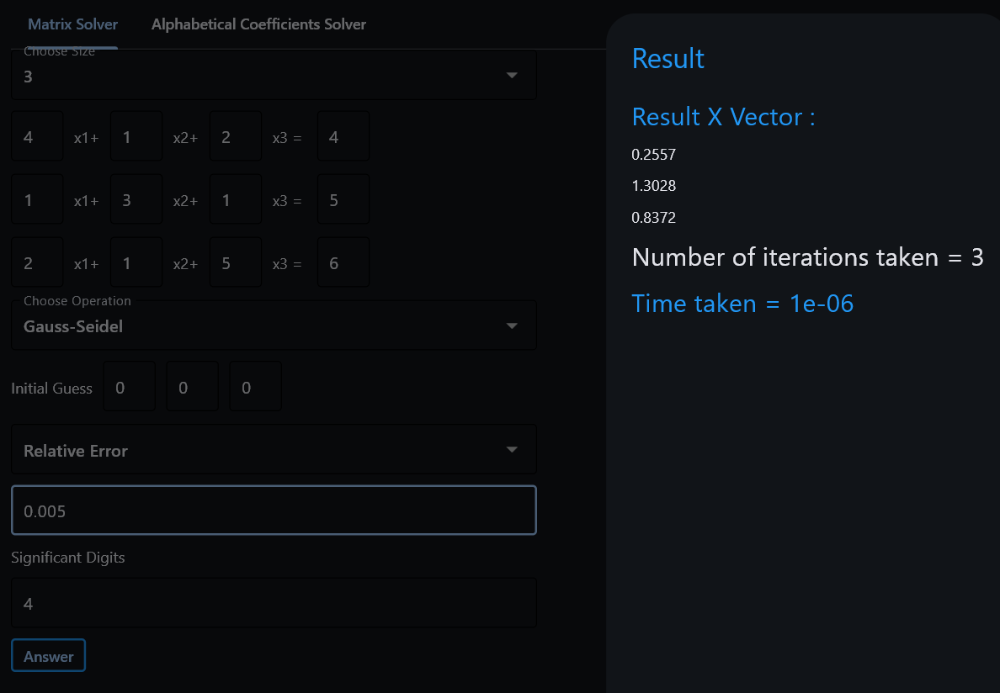 Matrix Solver Alphabetical Coefficients Solver
Choose Size
3
4 x1+ 1 x2+ 2 x3 = 4
1 x1+ 3 x2+ 1 x3 = 5
2 x1+ 1 x2+ 5 x3 = 6
Choose Operation
Gauss-Seidel
Initial Guess 0 0 0
Relative Error
0.005
Significant Digits
4
Answer
Result
Result X Vector :
0.2557
1.3028
0.8372
Number of iterations taken = 3
Time taken = 1e-06